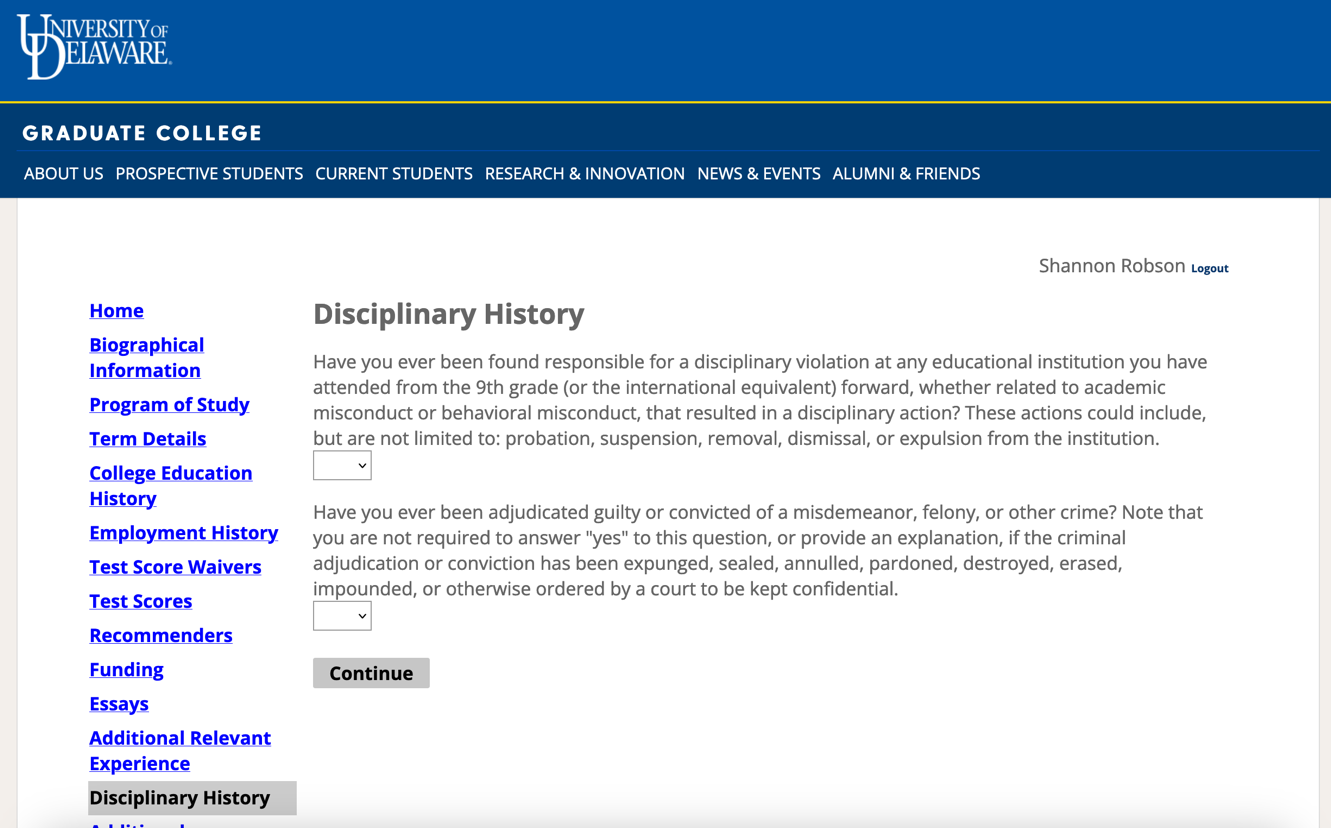 UNIVERSITY OF
DELAWARE.
GRADUATE COLLEGE
ABOUT US PROSPECTIVE STUDENTS CURRENT STUDENTS RESEARCH & INNOVATION NEWS & EVENTS ALUMNI & FRIENDS
Shannon Robson Logout
Home
Biographical
Information
Program of Study
Term Details
College Education
History
Employment History
Test Score Waivers
Test Scores
Recommenders
Funding
Essays
Additional Relevant
Experience
Disciplinary History
Disciplinary History
Have you ever been found responsible for a disciplinary violation at any educational institution you have
attended from the 9th grade (or the international equivalent) forward, whether related to academic
misconduct or behavioral misconduct, that resulted in a disciplinary action? These actions could include,
but are not limited to: probation, suspension, removal, dismissal, or expulsion from the institution.
Have you ever been adjudicated guilty or convicted of a misdemeanor, felony, or other crime? Note that
you are not required to answer "yes" to this question, or provide an explanation, if the criminal
adjudication or conviction has been expunged, sealed, annulled, pardoned, destroyed, erased,
impounded, or otherwise ordered by a court to be kept confidential.
Continue